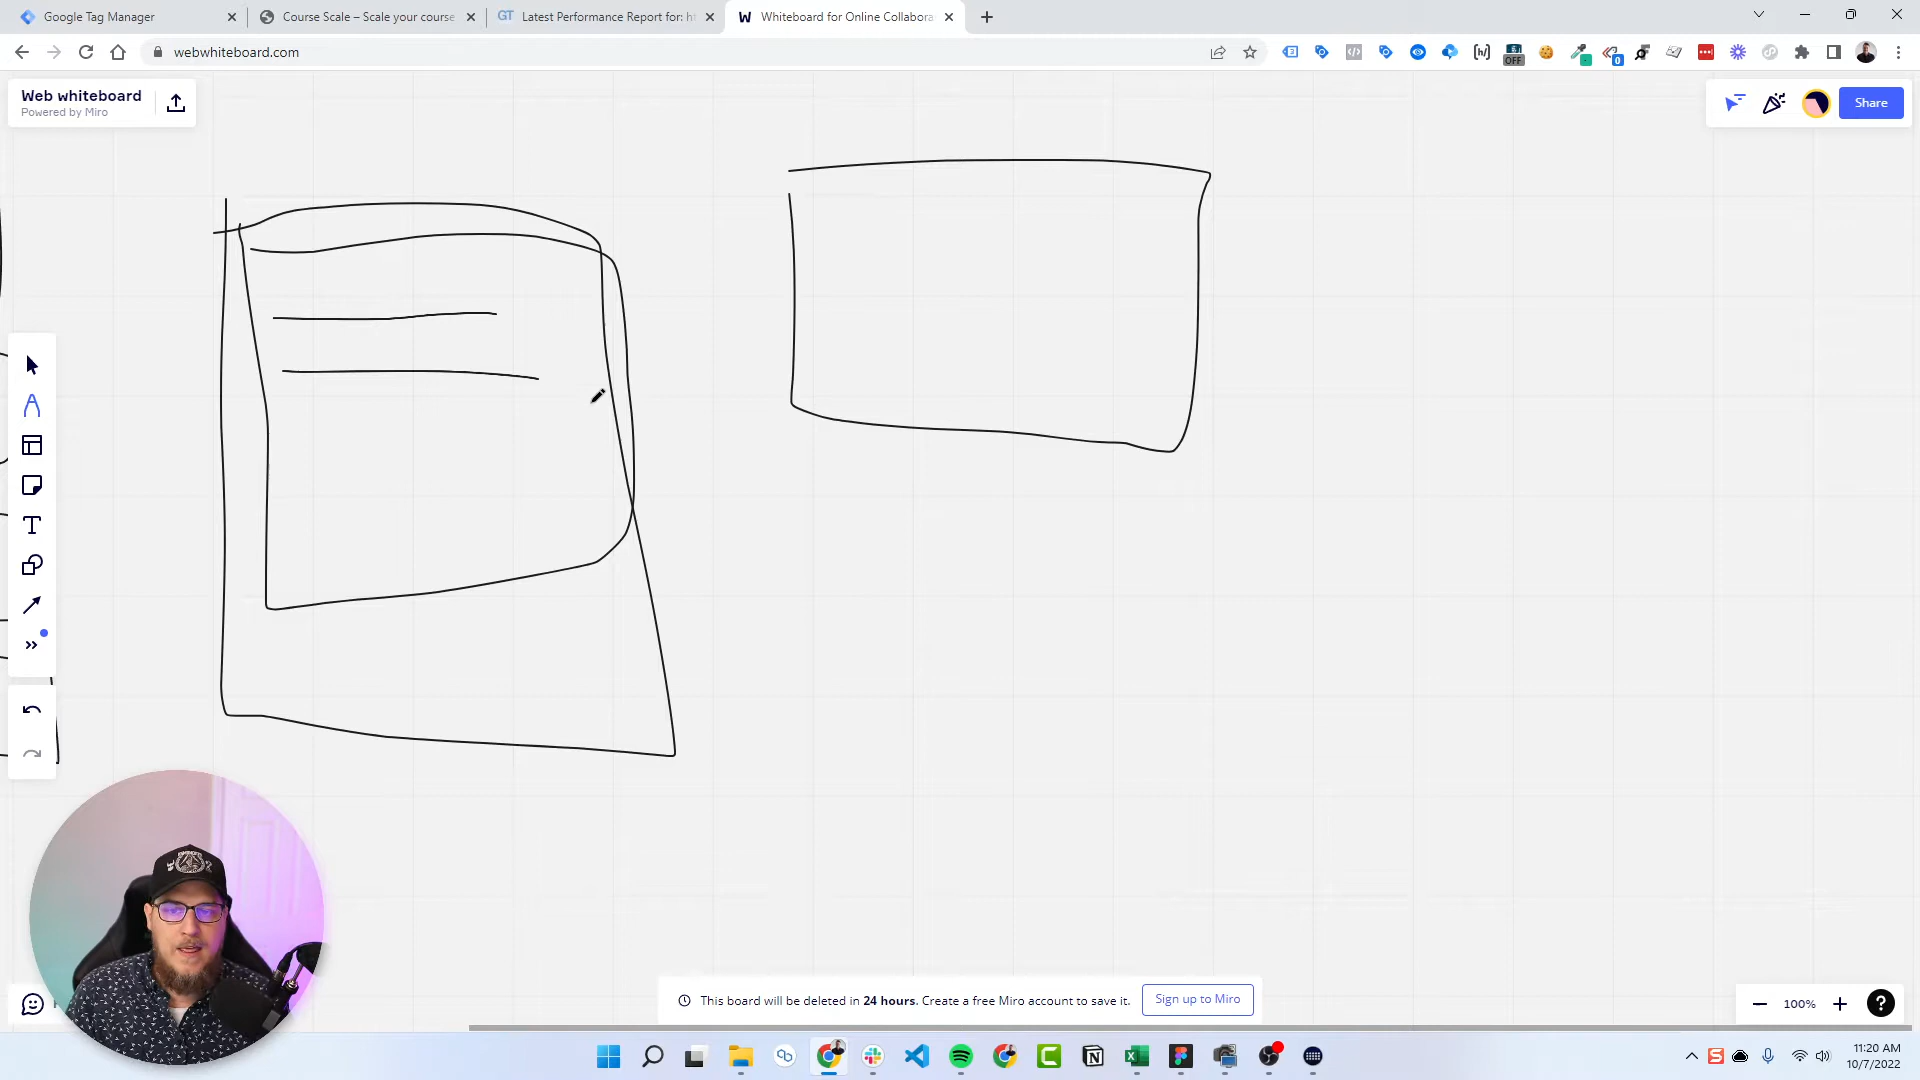 Google Tag Manager
Course Scale – Scale your course
GT Latest Performance Report for: ht
W Whiteboard for Online Collabora
webwhiteboard.com
OFF
0
Web whiteboard
Powered by Miro
Share
T
This board will be deleted in 24 hours. Create a free Miro account to save it.
Sign up to Miro
100%
?
11:20 AM
10/7/2022